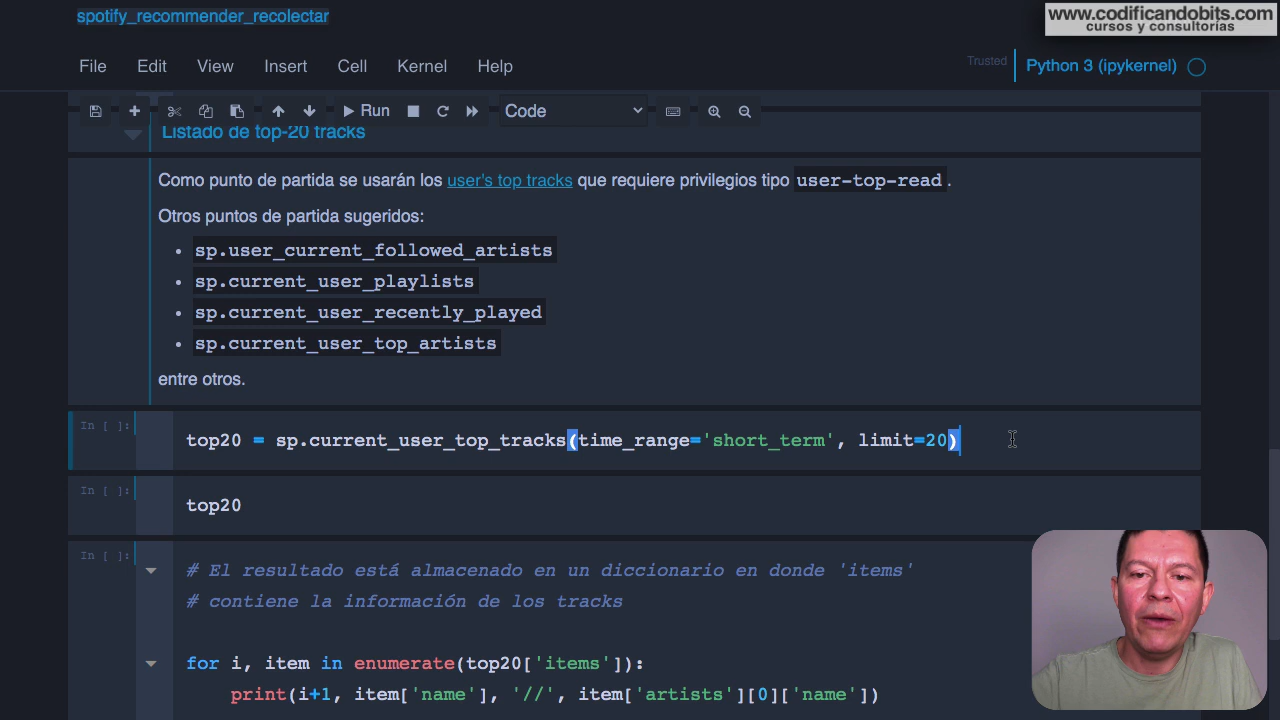 spotify_recommender_recolectar
www.codificandobits.com
cursos y consultorias
File Edit View Insert Cell Kernel Help
Trusted
Python 3 (ipykernel)
Run
Code
Listado de top-20 tracks
Como punto de partida se usarán los user's top tracks que requiere privilegios tipo user-top-read.
Otros puntos de partida sugeridos:
• sp.user_current_followed_artists
• sp.current_user_playlists
• sp.current_user_recently_played
• sp.current_user_top_artists
entre otros.
In [ ]:
top20 = sp.current_user_top_tracks(time_range='short_term', limit=20)
In [ ]:
top20
In [ ]:
# El resultado está almacenado en un diccionario en donde 'items'
# contiene la información de los tracks
for i, item in enumerate(top20['items']):
print(i+1, item['name'], '//', item['artists'][0]['name'])